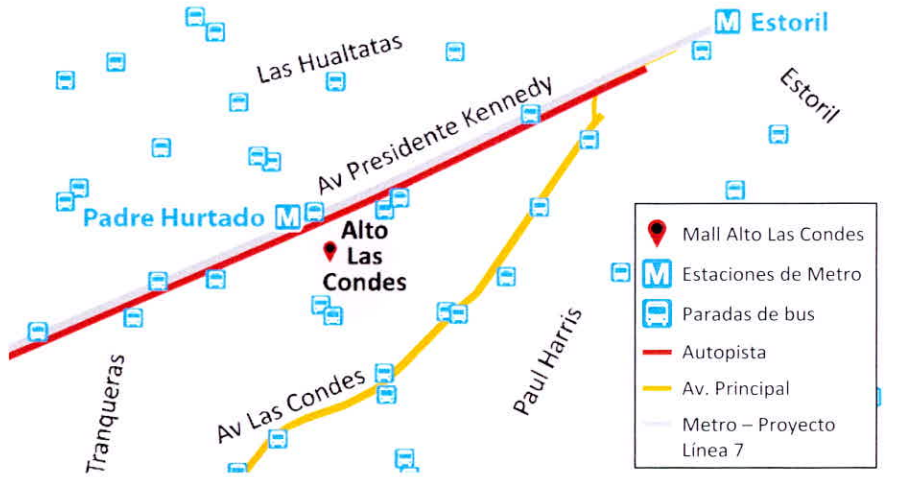 M Estoril
Las Hualtatas
Estoril
Av Presidente Kennedy
Padre Hurtado M
Alto
Las
Condes
Tranqueras
Av Las Condes
Paul Harris
Mall Alto Las Condes
M Estaciones de Metro
Paradas de bus
Autopista
Av. Principal
Metro – Proyecto
Línea 7